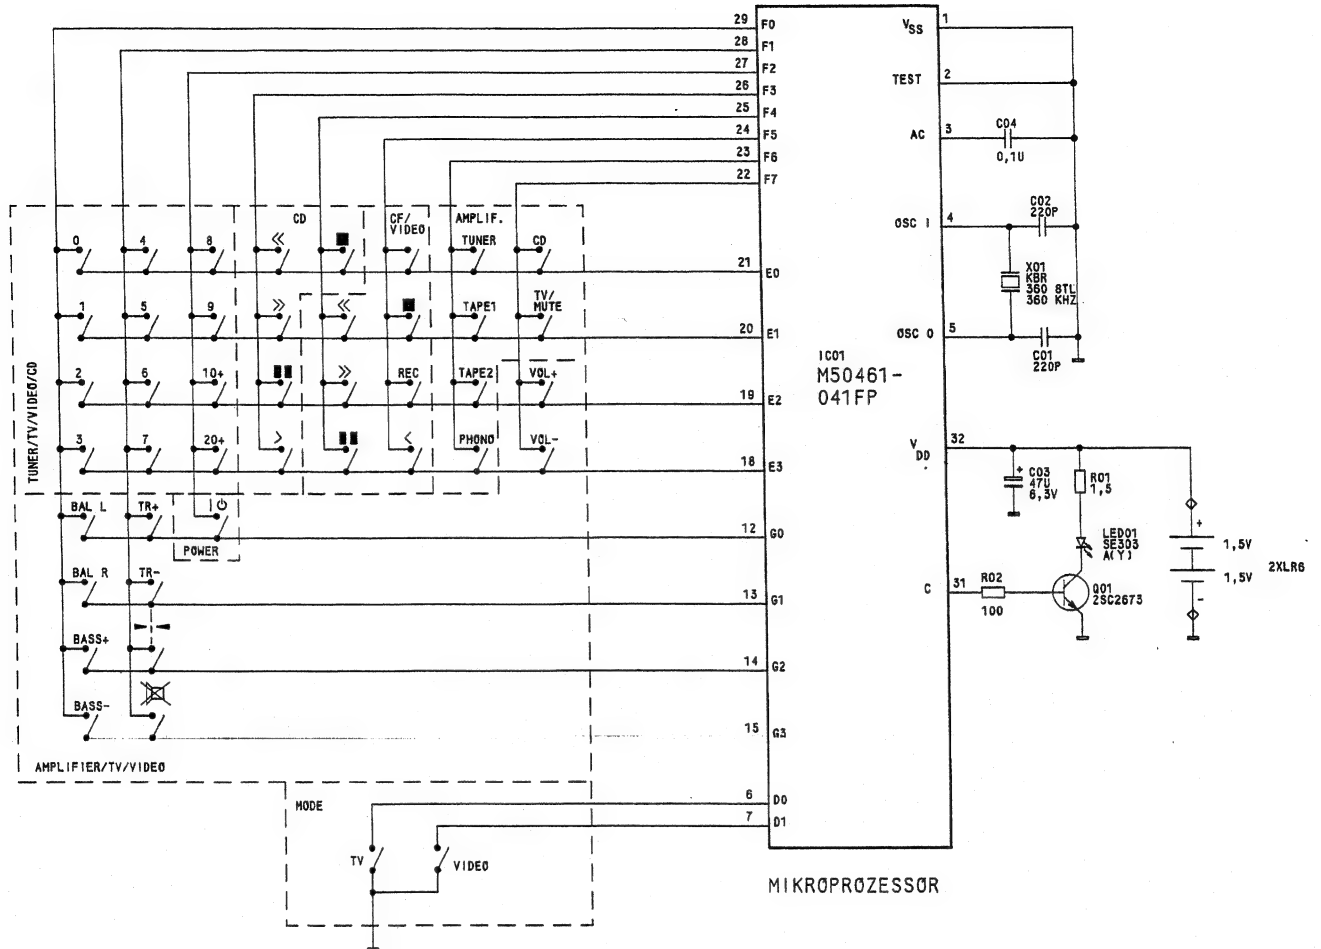 29 F0
28 F1
27 F2
26 F3
25 F4
24 F5
23 F6
22 F7
VSS 1
TEST 2
AC 3
C04
0,1U
OSC I 4
C02
220P
X01
KBR
360 BTL
360 KHZ
OSC O 5
C01
220P
CD
CF/
VIDEO
AMPLIF.
0 4 8 << ■ TUNER CD
21 E0
1 5 9 >> << ■ TAPE1 TV/
MUTE
20 E1
2 6 10+ >> REC TAPE2 VOL+
19 E2
3 7 20+ > < PHONO VOL-
18 E3
TUNER/TV/VIDEO/CD
BAL L TR+
POWER
12 G0
BAL R TR-
13 G1
BASS+
14 G2
BASS-
15 G3
AMPLIFIER/TV/VIDEO
MODE
6 D0
7 D1
TV VIDEO
IC01
M50461-
041FP
VDD 32
+
C03
47U
6,3V
R01
1,5
LED01
SE303
A(Y)
C 31
R02
100
Q01
2SC2673
+
1,5V
1,5V
-
2XLR6
MIKROPROZESSOR